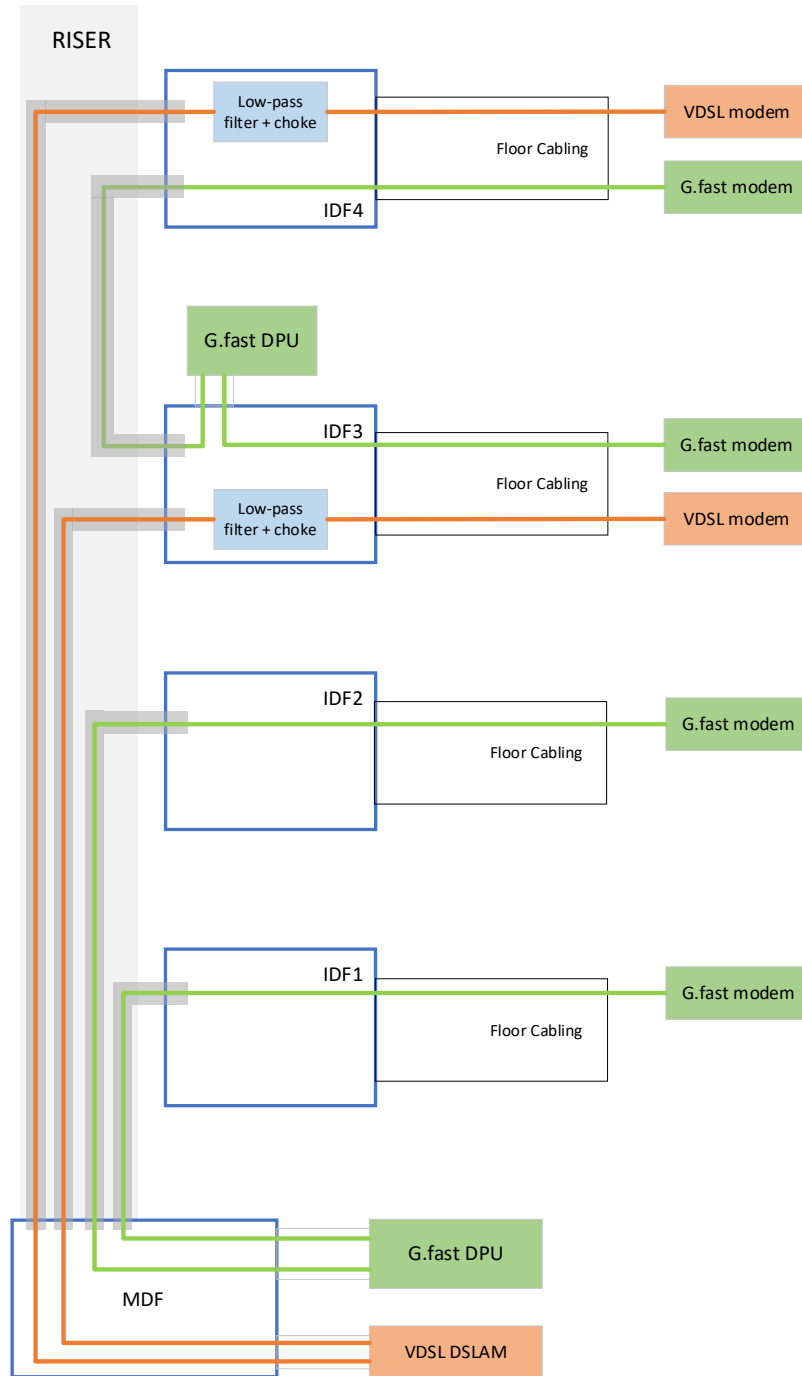 RISER
Low-pass
filter + choke
VDSL modem
Floor Cabling
G.fast modem
IDF4
G.fast DPU
IDF3
G.fast modem
Floor Cabling
Low-pass
filter + choke
VDSL modem
IDF2
G.fast modem
Floor Cabling
IDF1
G.fast modem
Floor Cabling
G.fast DPU
MDF
VDSL DSLAM